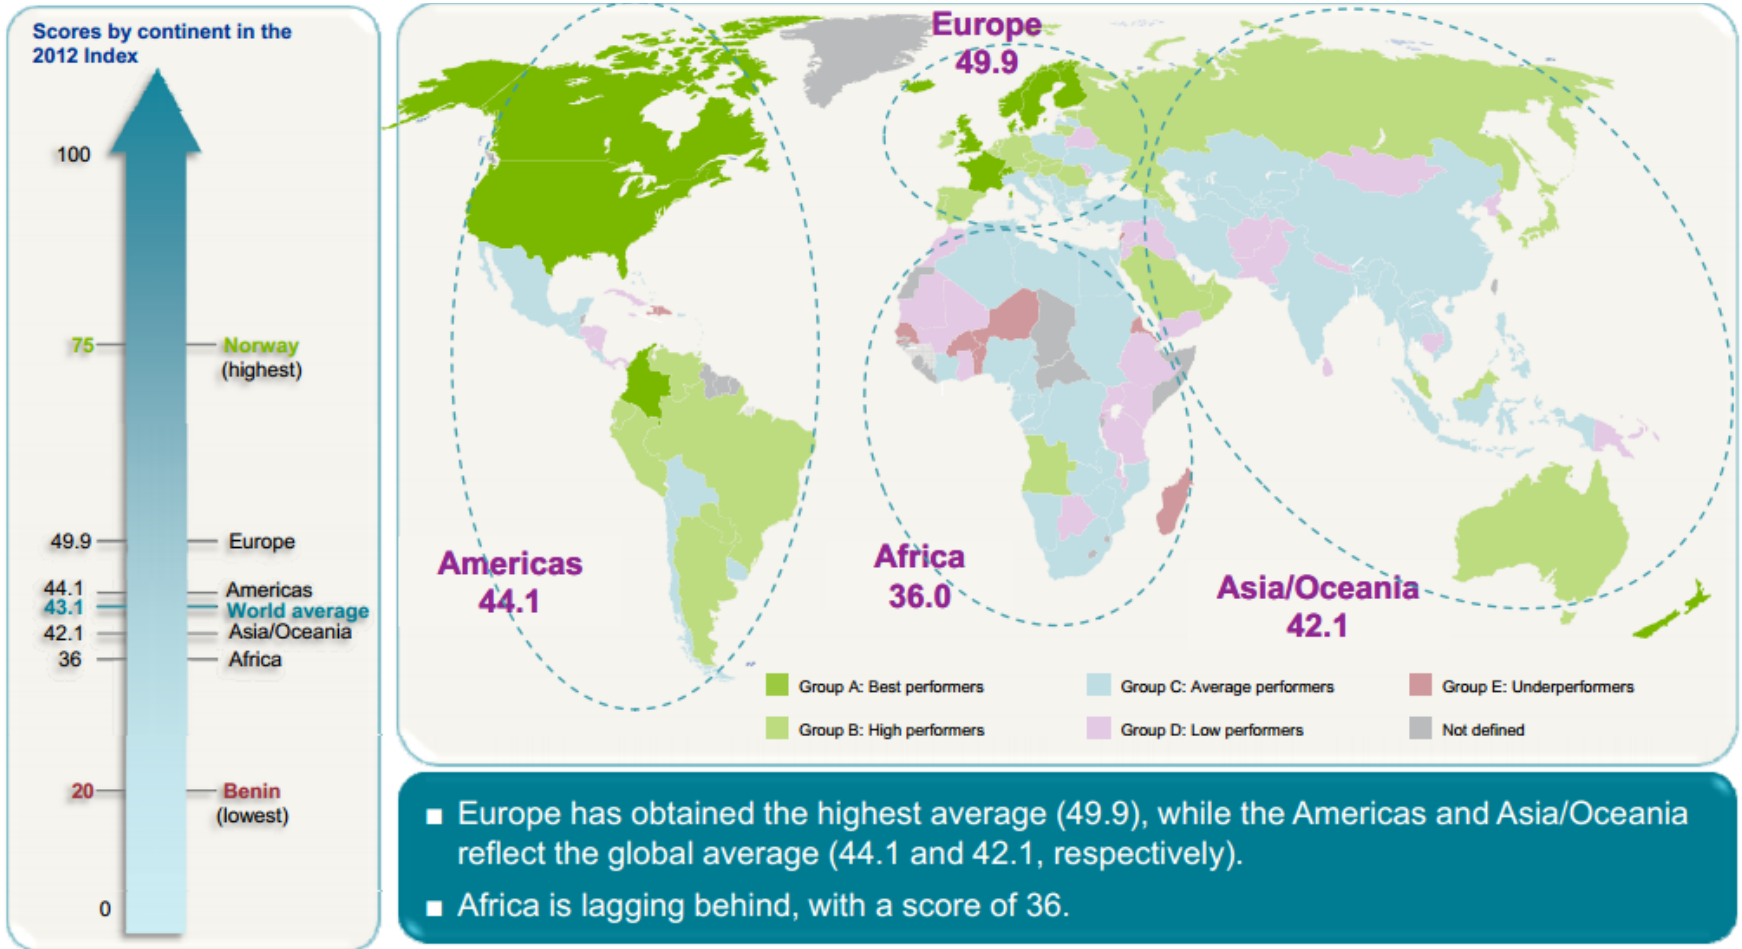 Scores by continent in the
2012 Index
100
75
Norway
(highest)
49.9
Europe
44.1
Americas
43.1
World average
42.1
Asia/Oceania
36
Africa
20
Benin
(lowest)
0
Europe
49.9
Americas
44.1
Africa
36.0
Asia/Oceania
42.1
Group A: Best performers
Group C: Average performers
Group E: Underperformers
Group B: High performers
Group D: Low performers
Not defined
■ Europe has obtained the highest average (49.9), while the Americas and Asia/Oceania
reflect the global average (44.1 and 42.1, respectively).
■ Africa is lagging behind, with a score of 36.